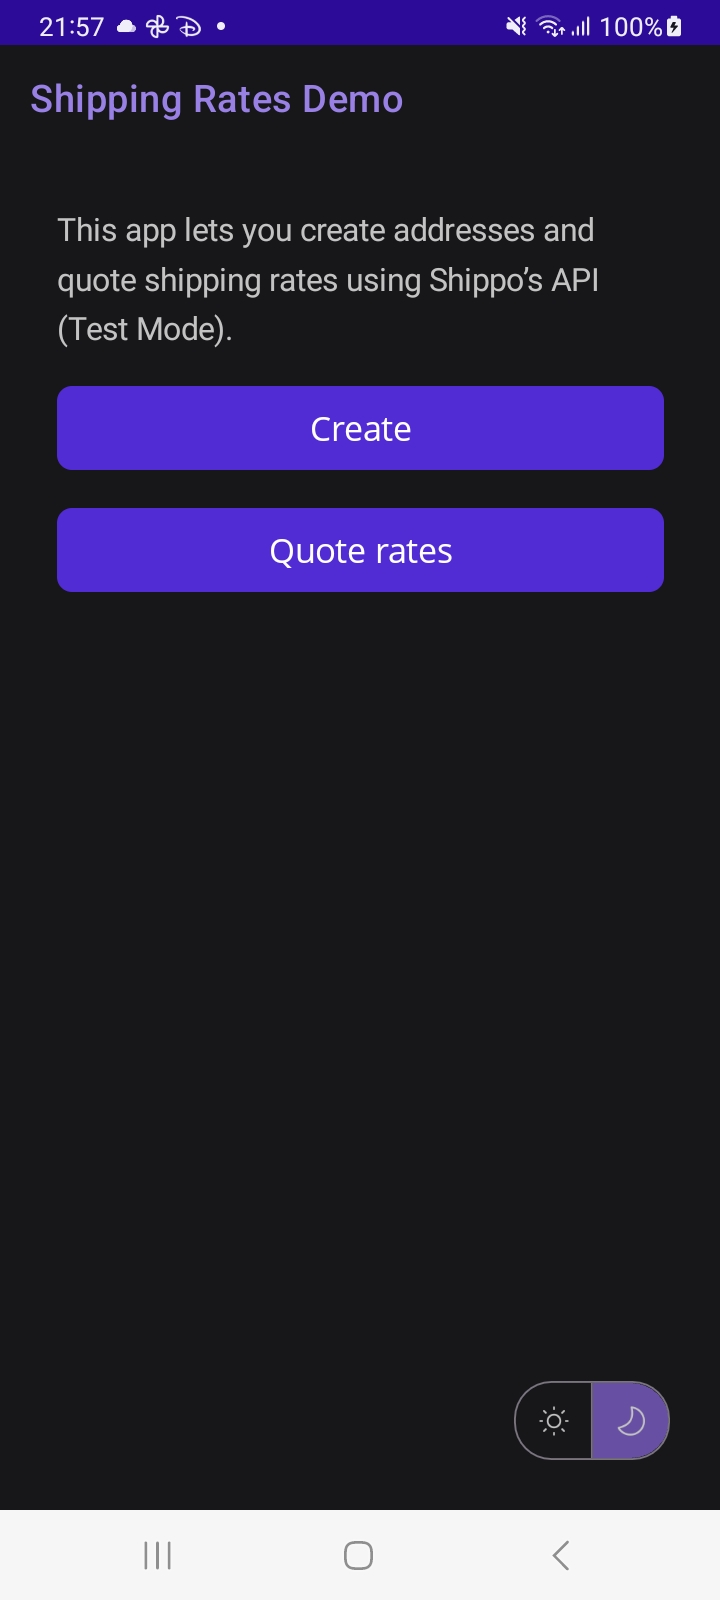 21:57
100%
Shipping Rates Demo
This app lets you create addresses and
quote shipping rates using Shippo’s API
(Test Mode).
Create
Quote rates